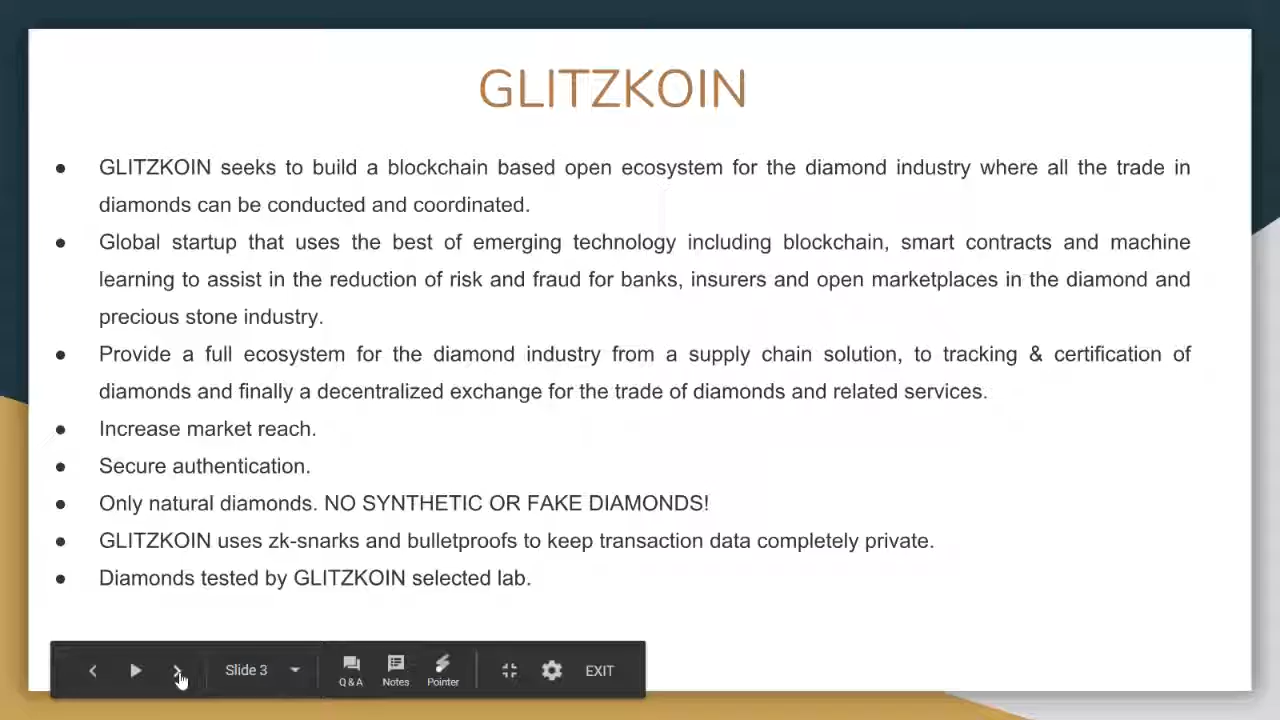 GLITZKOIN
● GLITZKOIN seeks to build a blockchain based open ecosystem for the diamond industry where all the trade in
diamonds can be conducted and coordinated.
● Global startup that uses the best of emerging technology including blockchain, smart contracts and machine
learning to assist in the reduction of risk and fraud for banks, insurers and open marketplaces in the diamond and
precious stone industry.
● Provide a full ecosystem for the diamond industry from a supply chain solution, to tracking & certification of
diamonds and finally a decentralized exchange for the trade of diamonds and related services.
● Increase market reach.
● Secure authentication.
● Only natural diamonds. NO SYNTHETIC OR FAKE DIAMONDS!
● GLITZKOIN uses zk-snarks and bulletproofs to keep transaction data completely private.
● Diamonds tested by GLITZKOIN selected lab.
Slide 3 Q&A Notes Pointer EXIT